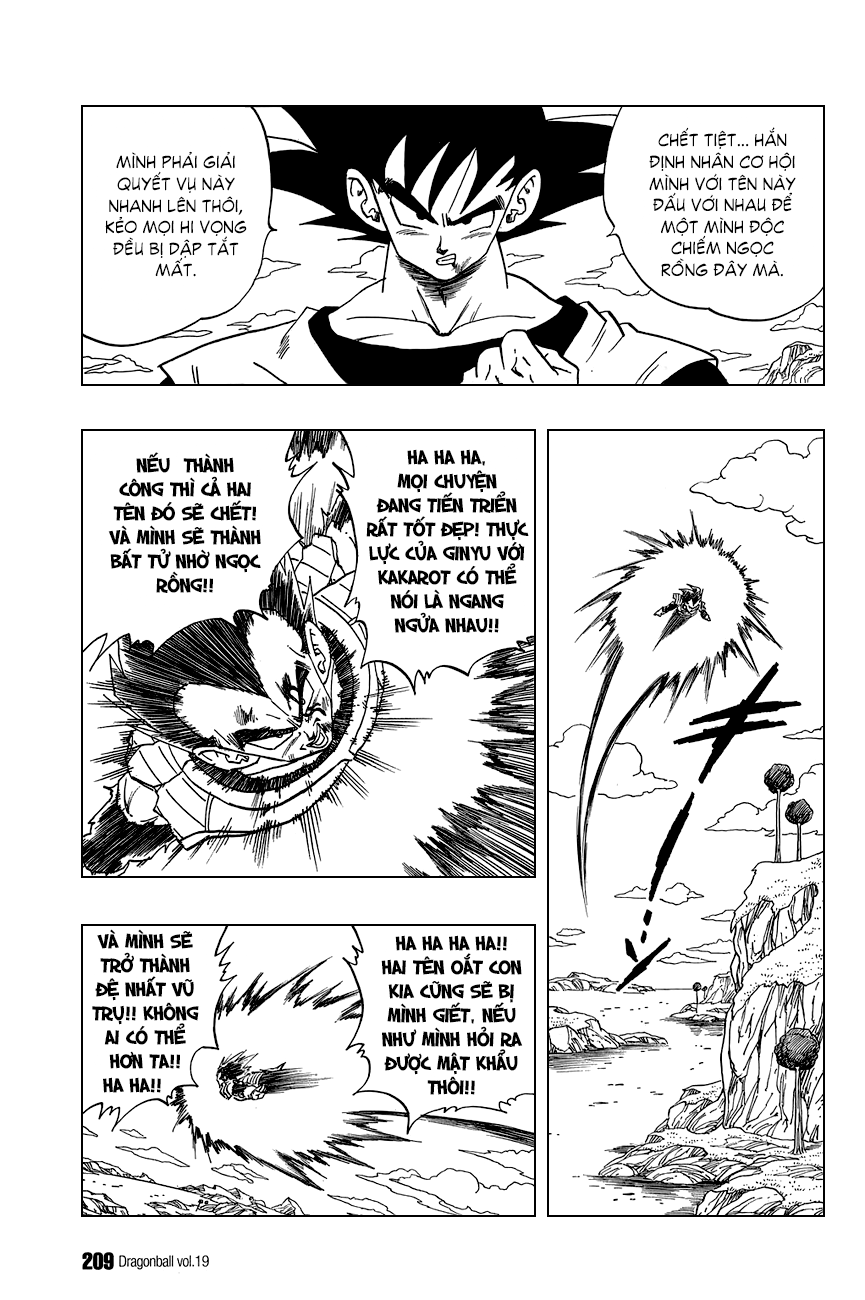 CHẾT TIỆT... HẮN
ĐỊNH NHÂN CƠ HỘI
MÌNH VỚI TÊN NÀY
ĐẤU VỚI NHAU ĐỂ
MỘT MÌNH ĐỘC
CHIẾM NGỌC
RỒNG ĐÂY MÀ.
MÌNH PHẢI GIẢI
QUYẾT VỤ NÀY
NHANH LÊN THÔI,
KẺO MỌI HI VỌNG
ĐỀU BỊ DẬP TẮT
MẤT.
HA HA HA,
MỌI CHUYỆN
ĐANG TIẾN TRIỂN
RẤT TỐT ĐẸP! THỰC
LỰC CỦA GINYU VỚI
KAKAROT CÓ THỂ
NÓI LÀ NGANG
NGỬA NHAU!!
NẾU THÀNH
CÔNG THÌ CẢ HAI
TÊN ĐÓ SẼ CHẾT!
VÀ MÌNH SẼ THÀNH
BẤT TỬ NHỜ NGỌC
RỒNG!!
HA HA HA HA!!
HAI TÊN OẮT CON
KIA CŨNG SẼ BỊ
MÌNH GIẾT, NẾU
NHƯ MÌNH HỎI RA
ĐƯỢC MẬT KHẨU
THÔI!!
VÀ MÌNH SẼ
TRỞ THÀNH
ĐỆ NHẤT VŨ
TRỤ!! KHÔNG
AI CÓ THỂ
HƠN TA!!
HA HA!!
209 Dragonball vol.19